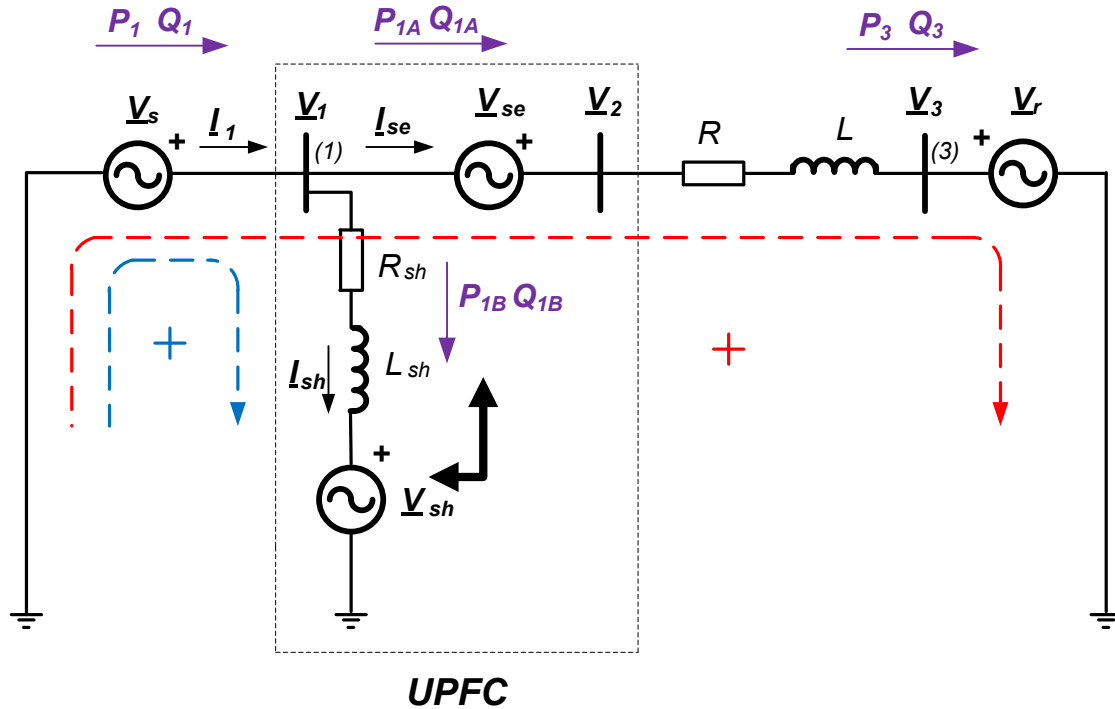 P1 Q1
P1A Q1A
P3 Q3
Vs
I1
V1
(1)
Ise
Vse
V2
R
L
V3
(3)
Vr
+
+
+
Rsh
P1B Q1B
+
+
Ish
Lsh
+
Vsh
UPFC